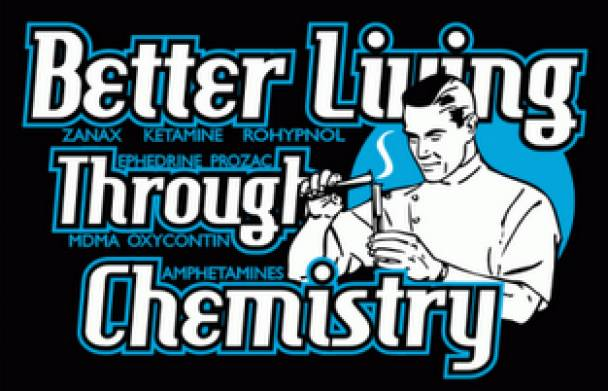 Better Living
ZANAX KETAMINE ROHYPNOL
EPHEDRINE PROZAC
Through
MDMA OXYCONTIN
AMPHETAMINES
Chemistry